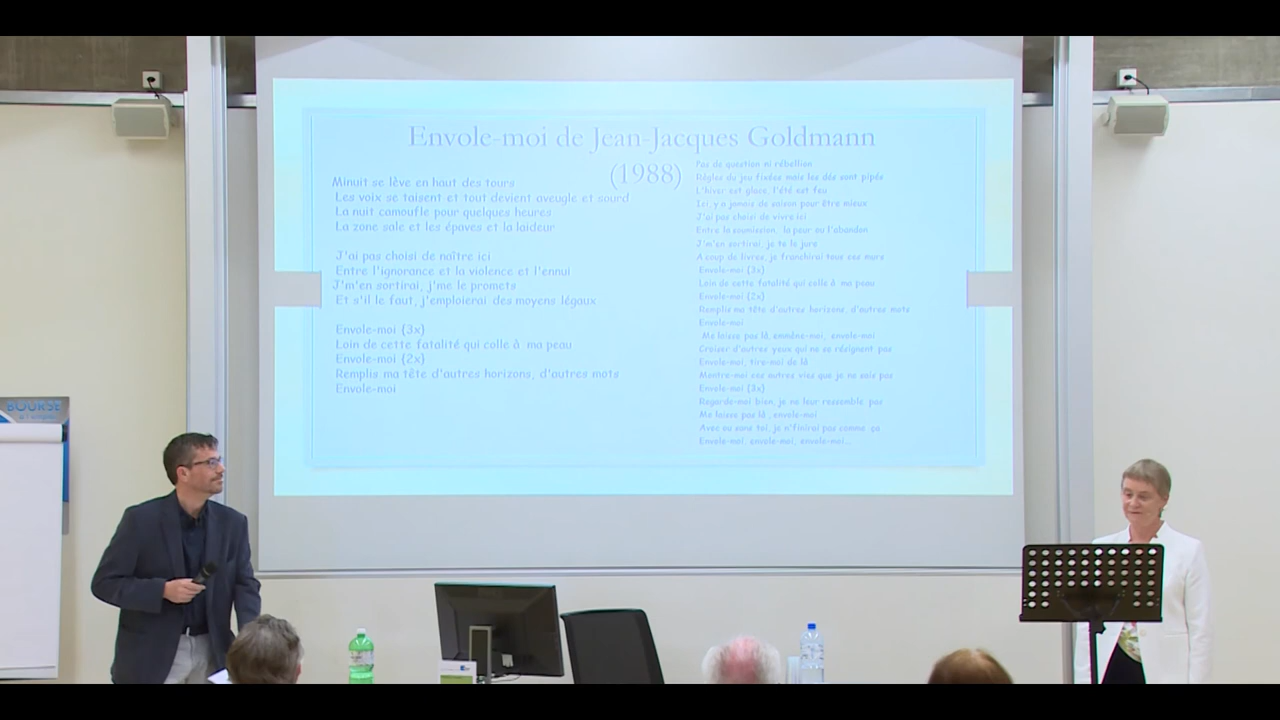 Envole-moi de Jean-Jacques Goldmann
(1988)
Minuit se lève en haut des tours
Les voix se taisent et tout devient aveugle et sourd
La nuit camoufle pour quelques heures
La zone sale et les épaves et la laideur
J'ai pas choisi de naître ici
Entre l'ignorance et la violence et l'ennui
J'm'en sortirai, j'me le promets
Et s'il le faut, j'emploierai des moyens légaux
Envole-moi (3x)
Loin de cette fatalité qui colle à ma peau
Envole-moi (2x)
Remplis ma tête d'autres horizons, d'autres mots
Envole-moi
Pas de question ni rébellion
Règles du jeu fixées mais les dés sont pipés
L'hiver est glace, l'été est feu
Ici, y a jamais de saison pour être mieux
J'ai pas choisi de vivre ici
Entre la soumission, la peur ou l'abandon
J'm'en sortirai, je te le jure
A coup de livres, je franchirai tous ces murs
Envole-moi (3x)
Loin de cette fatalité qui colle à ma peau
Envole-moi (2x)
Remplis ma tête d'autres horizons, d'autres mots
Envole-moi
Me laisse pas là, emmène-moi, envole-moi
Croiser d'autres yeux qui ne se résignent pas
Envole-moi, tire-moi de là
Montre-moi ces autres vies que je ne sais pas
Envole-moi (3x)
Regarde-moi bien, je ne leur ressemble pas
Me laisse pas là, envole-moi
Avec ou sans toi, je n'finirai pas comme ça
Envole-moi, envole-moi, envole-moi...
BOURSE